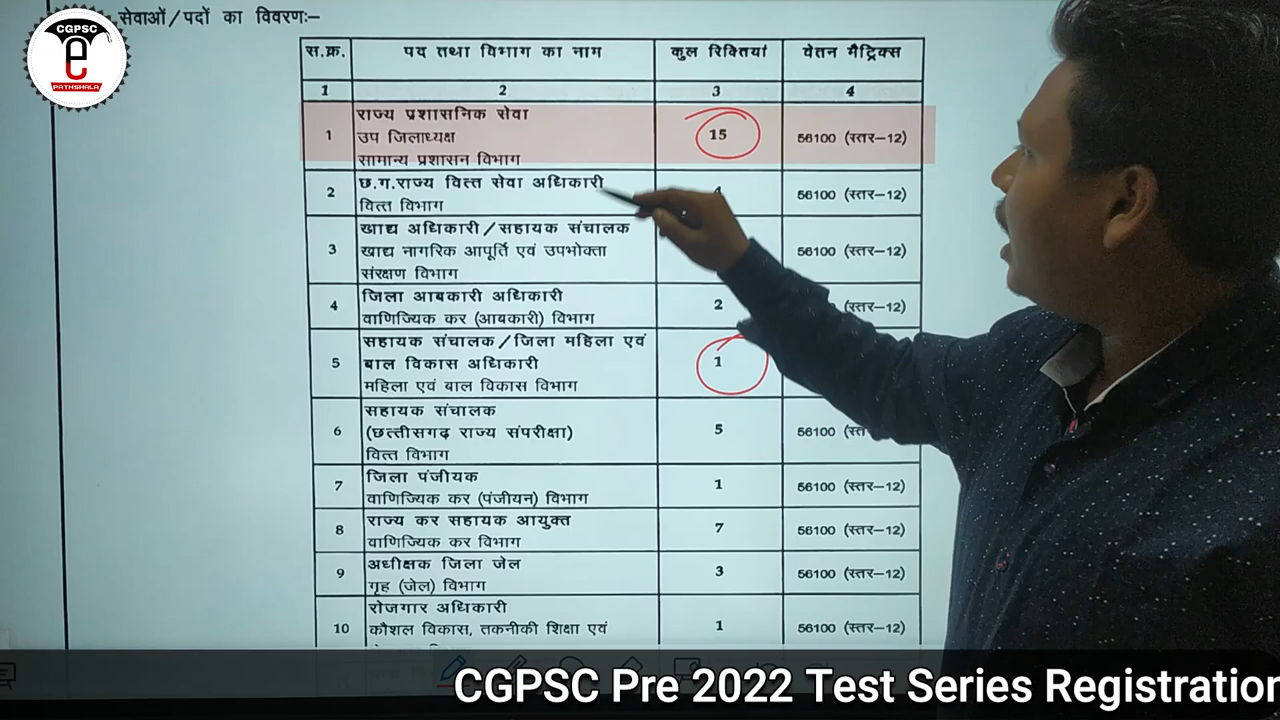 CGPSC
e
PATHSHALA
सेवाओं/पदों का विवरणः–
स.क्र. पद तथा विभाग का नाम कुल रिक्तियां वेतन मैट्रिक्स
1 2 3 4
राज्य प्रशासनिक सेवा
1 उप जिलाध्यक्ष 15 56100 (स्तर–12)
सामान्य प्रशासन विभाग
छ.ग.राज्य वित्त सेवा अधिकारी
2 56100 (स्तर–12)
वित्त विभाग
खाद्य अधिकारी/सहायक संचालक
3 खाद्य नागरिक आपूर्ति एवं उपभोक्ता 56100 (स्तर–12)
संरक्षण विभाग
जिला आबकारी अधिकारी
4 2 (स्तर–12)
वाणिज्यिक कर (आबकारी) विभाग
सहायक संचालक/जिला महिला एवं
5 बाल विकास अधिकारी 1
महिला एवं बाल विकास विभाग
सहायक संचालक
6 (छत्तीसगढ़ राज्य संपरीक्षा) 5 56100
वित्त विभाग
जिला पंजीयक
7 1 56100 (स्तर–12)
वाणिज्यिक कर (पंजीयन) विभाग
राज्य कर सहायक आयुक्त
8 7 56100 (स्तर–12)
वाणिज्यिक कर विभाग
अधीक्षक जिला जेल
9 3 56100 (स्तर–12)
गृह (जेल) विभाग
रोजगार अधिकारी
10 कौशल विकास, तकनीकी शिक्षा एवं 1 56100 (स्तर–12)
CGPSC Pre 2022 Test Series Registration